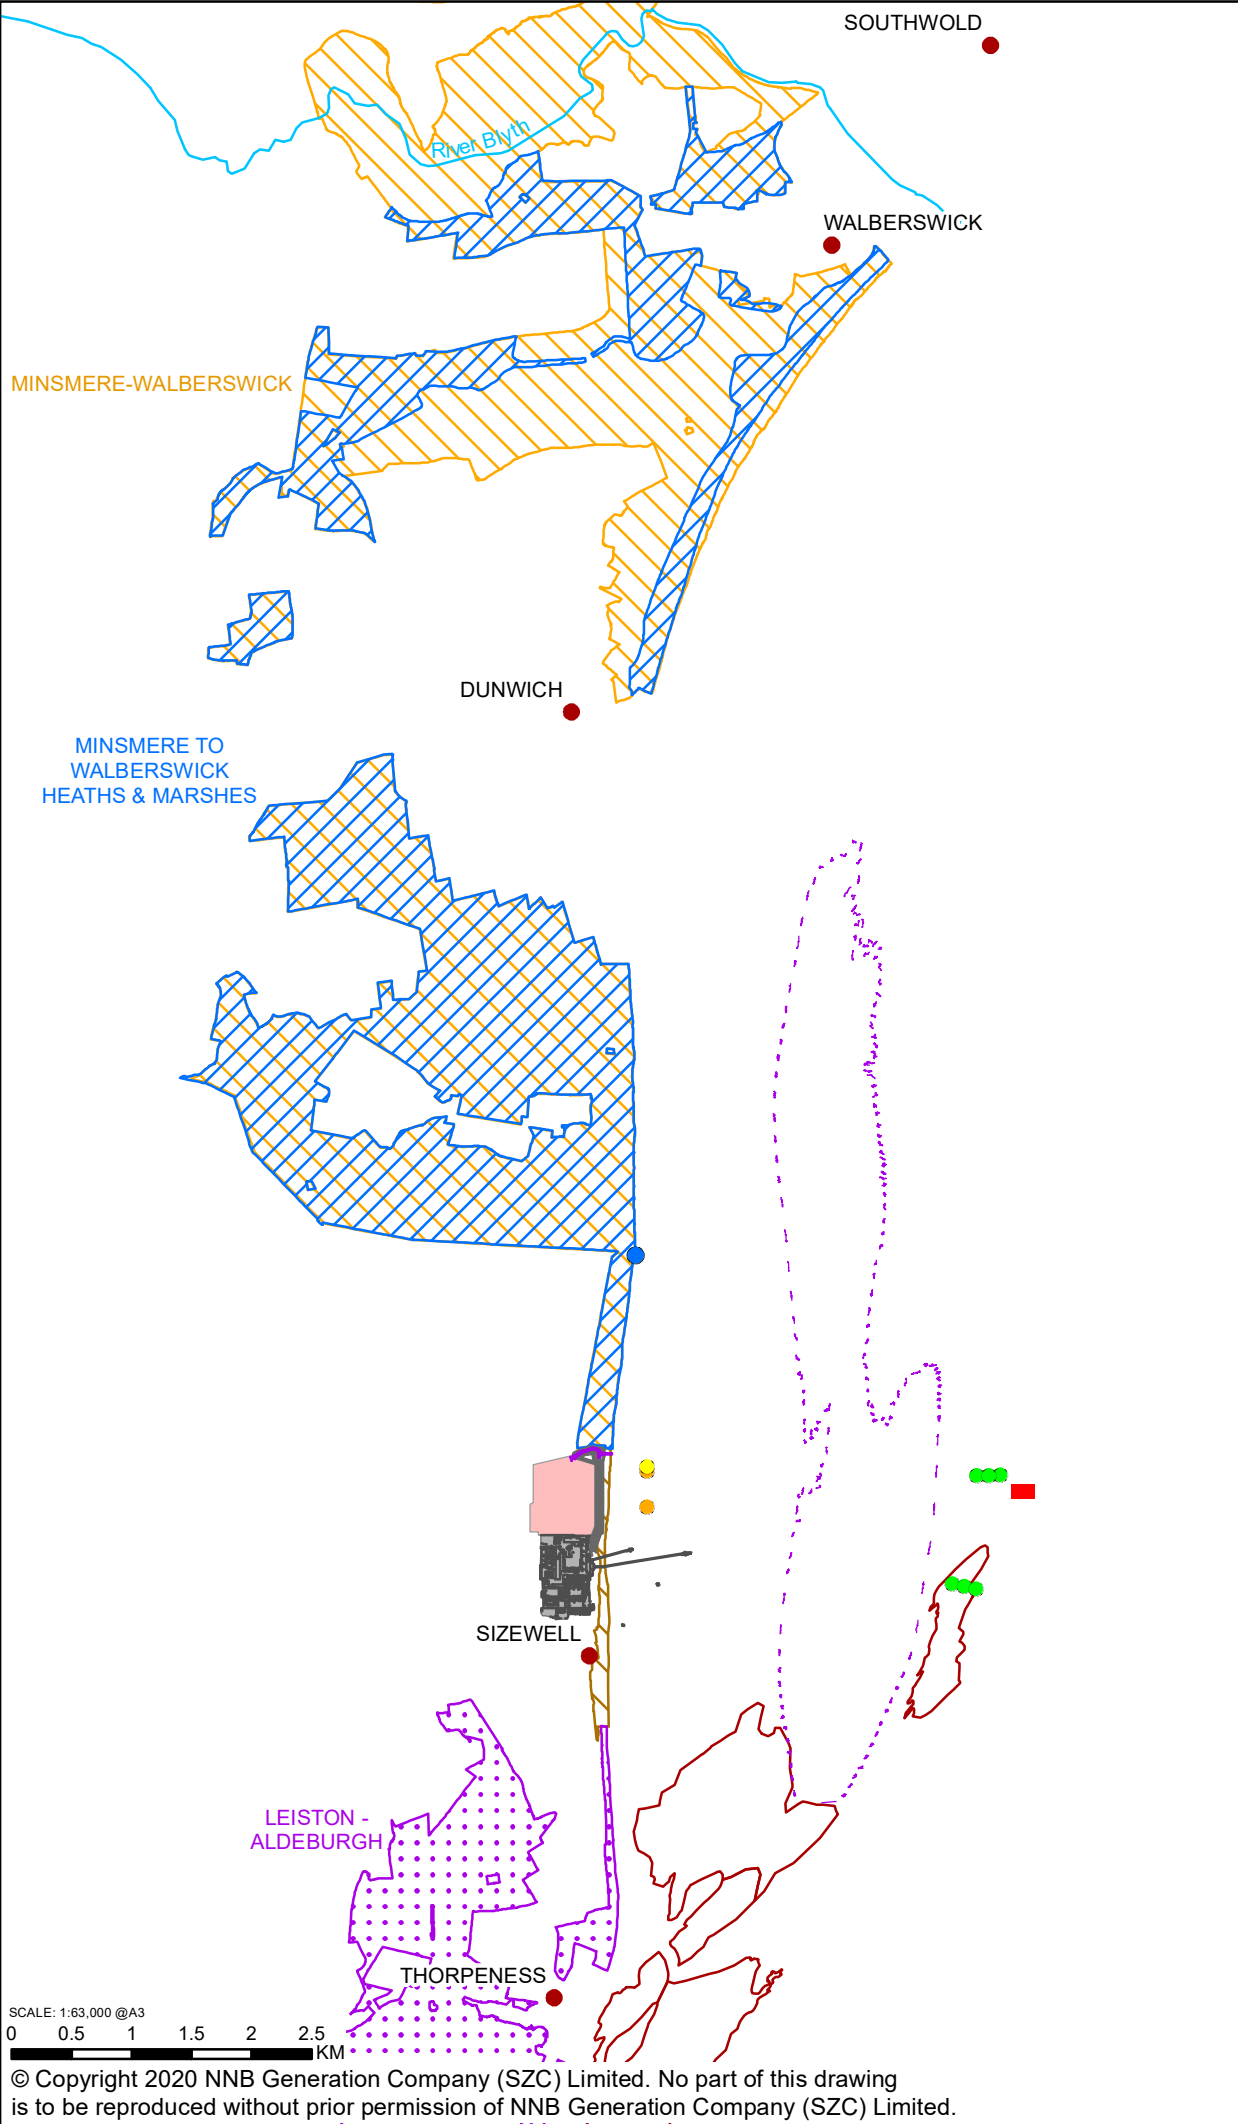 SOUTHWOLD
River Blyth
WALBERSWICK
MINSMERE-WALBERSWICK
DUNWICH
MINSMERE TO
WALBERSWICK
HEATHS & MARSHES
SIZEWELL
LEISTON -
ALDEBURGH
THORPENESS
SCALE: 1:63,000 @A3
0 0.5 1 1.5 2 2.5
KM
© Copyright 2020 NNB Generation Company (SZC) Limited. No part of this drawing
is to be reproduced without prior permission of NNB Generation Company (SZC) Limited.